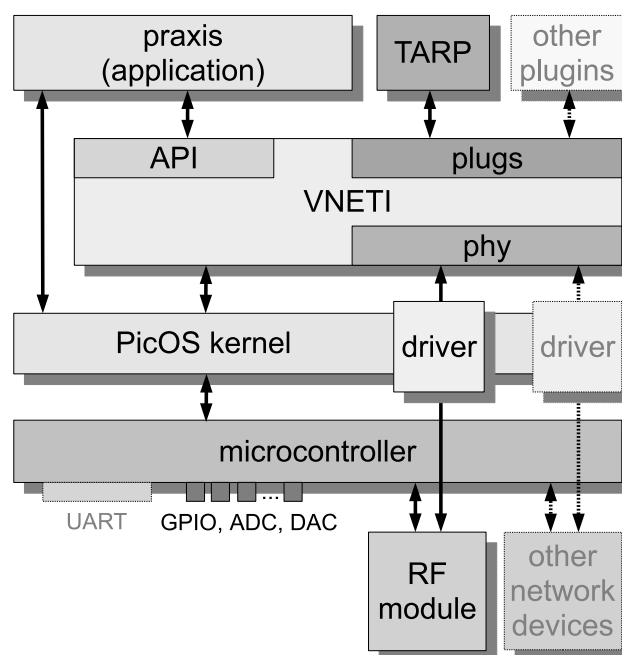 praxis
(application)
TARP
other
plugins
API
plugs
VNETI
phy
PicOS kernel
driver
driver
microcontroller
...
UART
GPIO, ADC, DAC
RF
module
other
network
devices